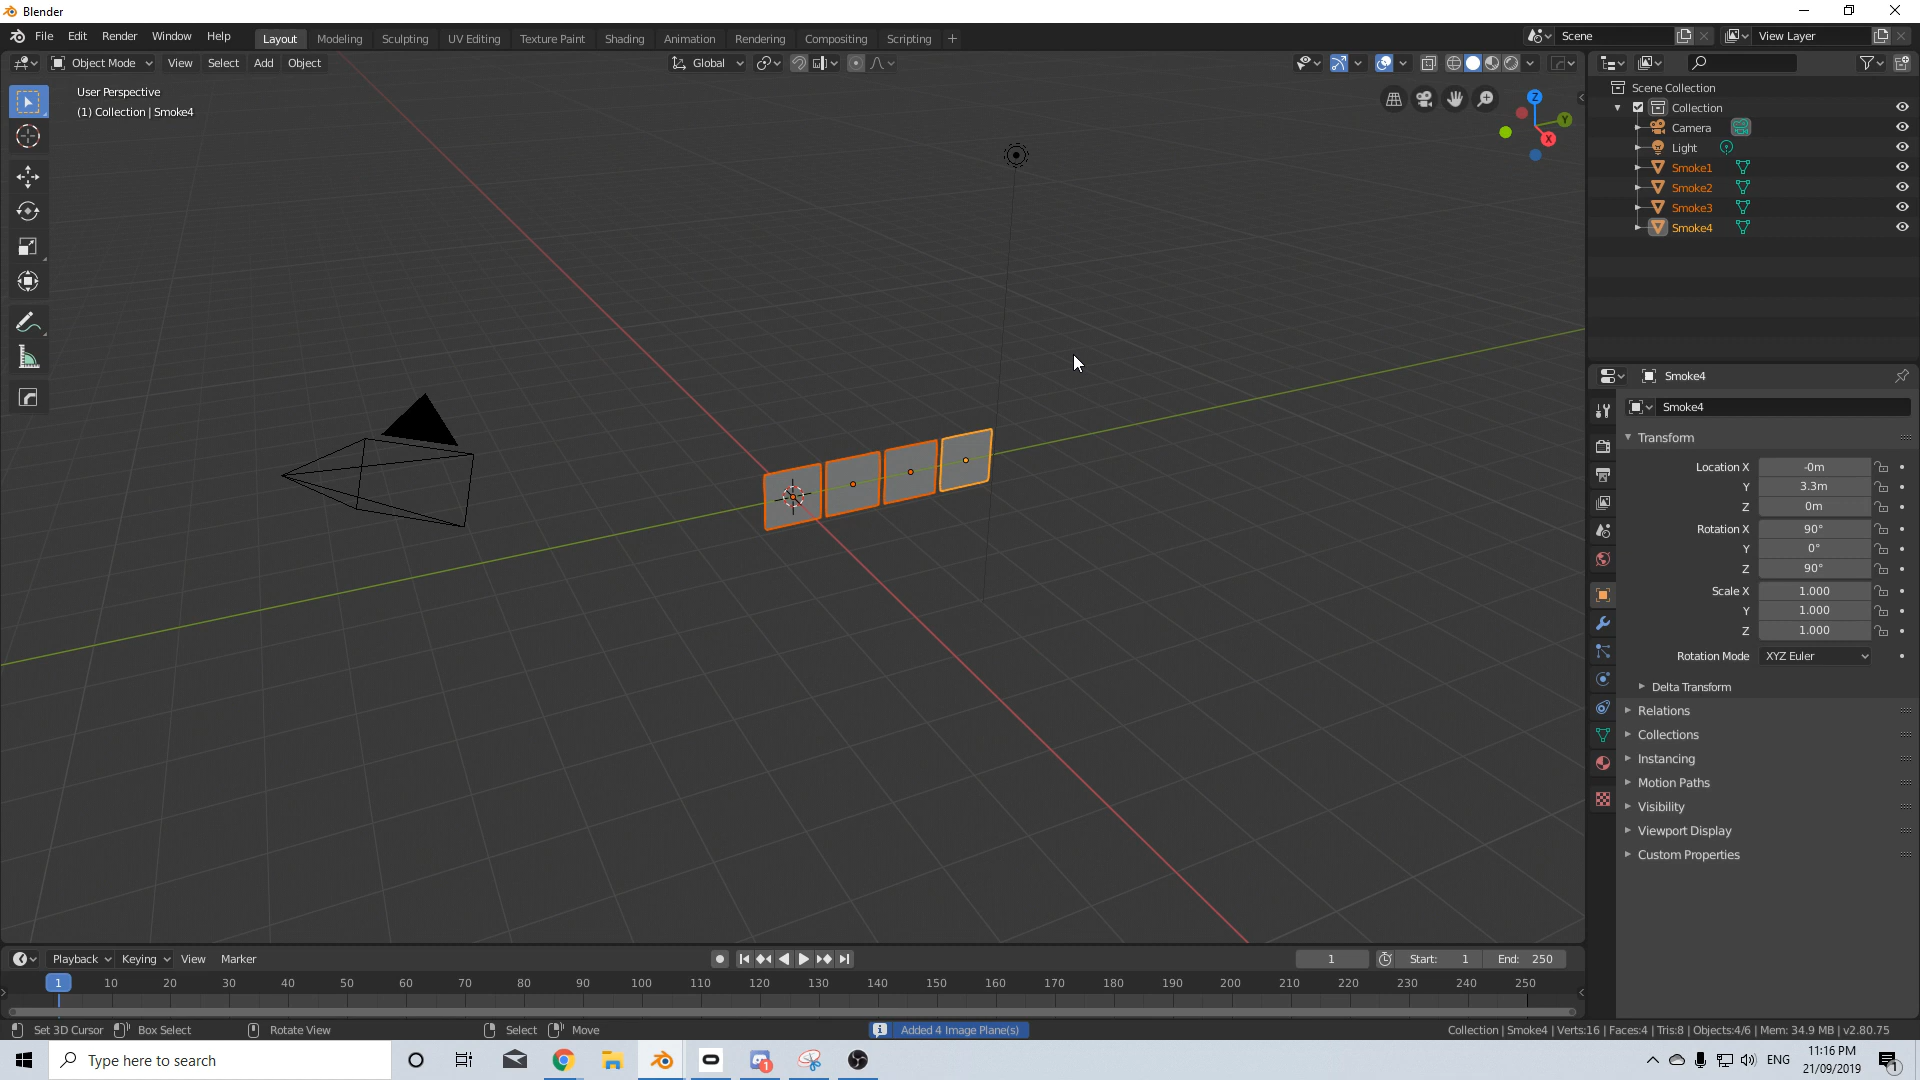 Blender
File Edit Render Window Help Layout Modeling Sculpting UV Editing Texture Paint Shading Animation Rendering Compositing Scripting + Scene View Layer
Object Mode View Select Add Object Global
User Perspective
(1) Collection | Smoke4
Z
Y
X
Scene Collection
Collection
Camera
Light
Smoke1
Smoke2
Smoke3
Smoke4
Smoke4
Smoke4
Transform
Location X -0m
Y 3.3m
Z 0m
Rotation X 90°
Y 0°
Z 90°
Scale X 1.000
Y 1.000
Z 1.000
Rotation Mode XYZ Euler
Delta Transform
Relations
Collections
Instancing
Motion Paths
Visibility
Viewport Display
Custom Properties
Playback Keying View Marker 1 Start: 1 End: 250
1 10 20 30 40 50 60 70 80 90 100 110 120 130 140 150 160 170 180 190 200 210 220 230 240 250
Set 3D Cursor Box Select Rotate View Select Move Added 4 Image Plane(s) Collection | Smoke4 | Verts:16 | Faces:4 | Tris:8 | Objects:4/6 | Mem: 34.9 MB | v2.80.75
Type here to search 1 ENG 11:16 PM 1
21/09/2019